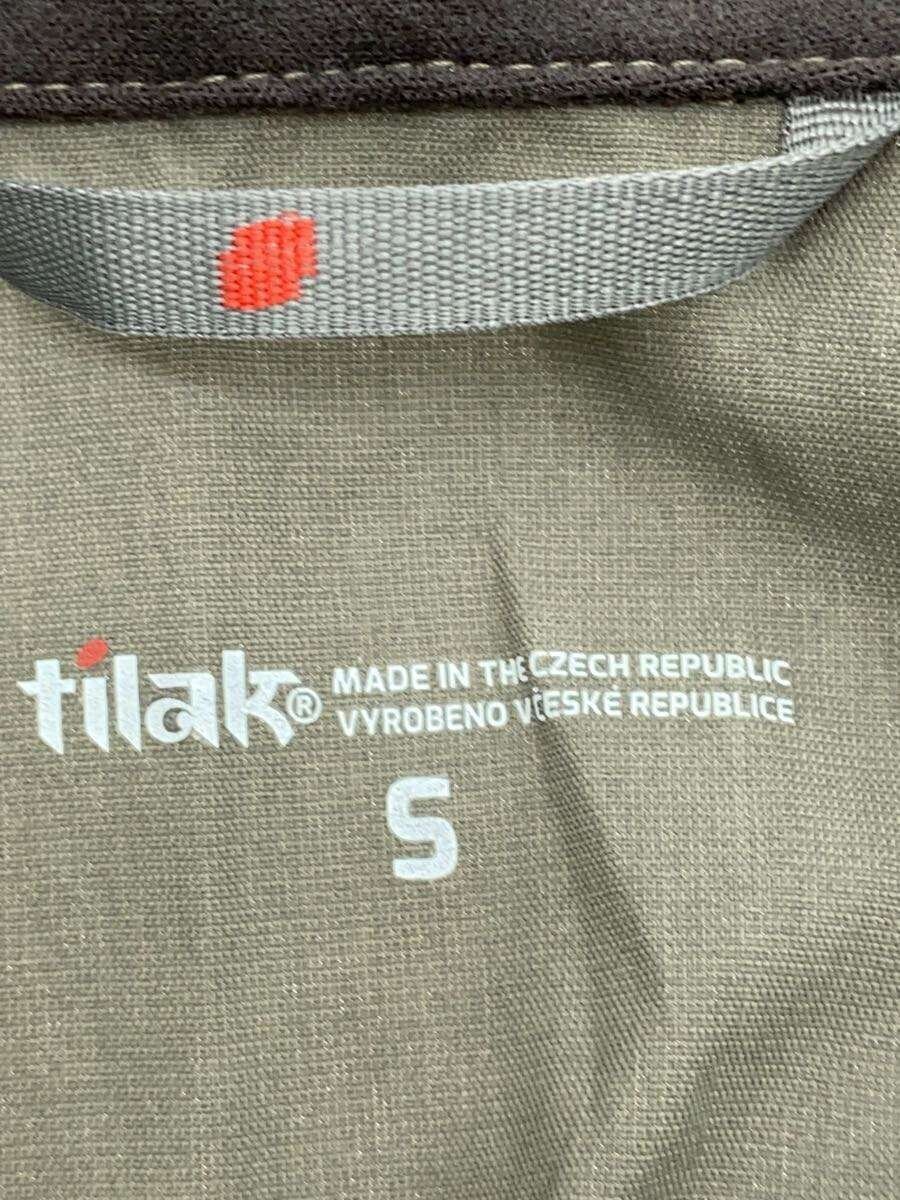 tilak® MADE IN THE CZECH REPUBLIC
VYROBENO V ČESKÉ REPUBLICE
S